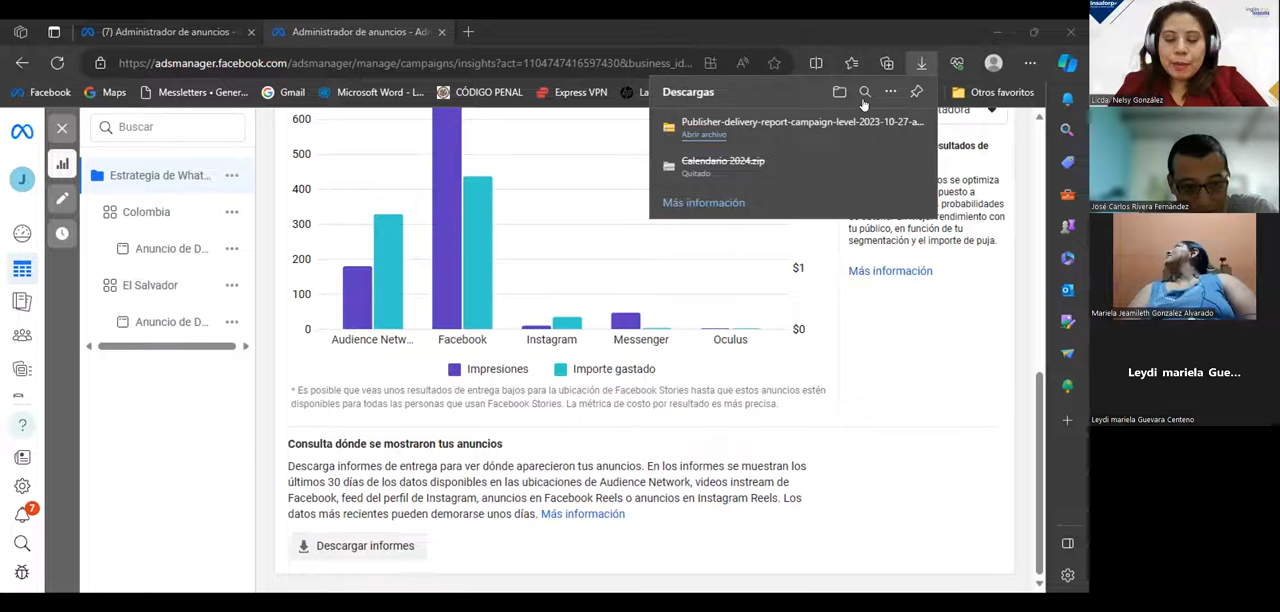 (7) Administrador de anuncios - Ad
Administrador de anuncios - Adv
https://adsmanager.facebook.com/adsmanager/manage/campaigns/insights?act=1104747416597430&business_id...
Facebook
Maps
Messletters • Gener...
Gmail
Microsoft Word - L...
CÓDIGO PENAL
Express VPN
Otros favoritos
Descargas
Publisher-delivery-report-campaign-level-2023-10-27-a...
Abrir archivo
Calendario 2024.zip
Quitado
Más información
Buscar
Estrategia de What...
Colombia
Anuncio de D...
El Salvador
Anuncio de D...
J
7
600
500
400
300
200
100
0
$1
$0
Audience Netw...
Facebook
Instagram
Messenger
Oculus
Impresiones
Importe gastado
* Es posible que veas unos resultados de entrega bajos para la ubicación de Facebook Stories hasta que estos anuncios estén
disponibles para todas las personas que usan Facebook Stories. La métrica de costo por resultado es más precisa.
Consulta dónde se mostraron tus anuncios
Descarga informes de entrega para ver dónde aparecieron tus anuncios. En los informes se muestran los
últimos 30 días de los datos disponibles en las ubicaciones de Audience Network, videos instream de
Facebook, feed del perfil de Instagram, anuncios en Facebook Reels o anuncios en Instagram Reels. Los
datos más recientes pueden demorarse unos días. Más información
Descargar informes
resultados de
se optimiza
puesto a
probabilidades
tu público, en función de tu
segmentación y el importe de puja.
Más información
Insaforp
Licda. Nelsy González
José Carlos Rivera Fernández
Mariela Jeamileth Gonzalez Alvarado
Leydi mariela Gue...
Leydi mariela Guevara Centeno